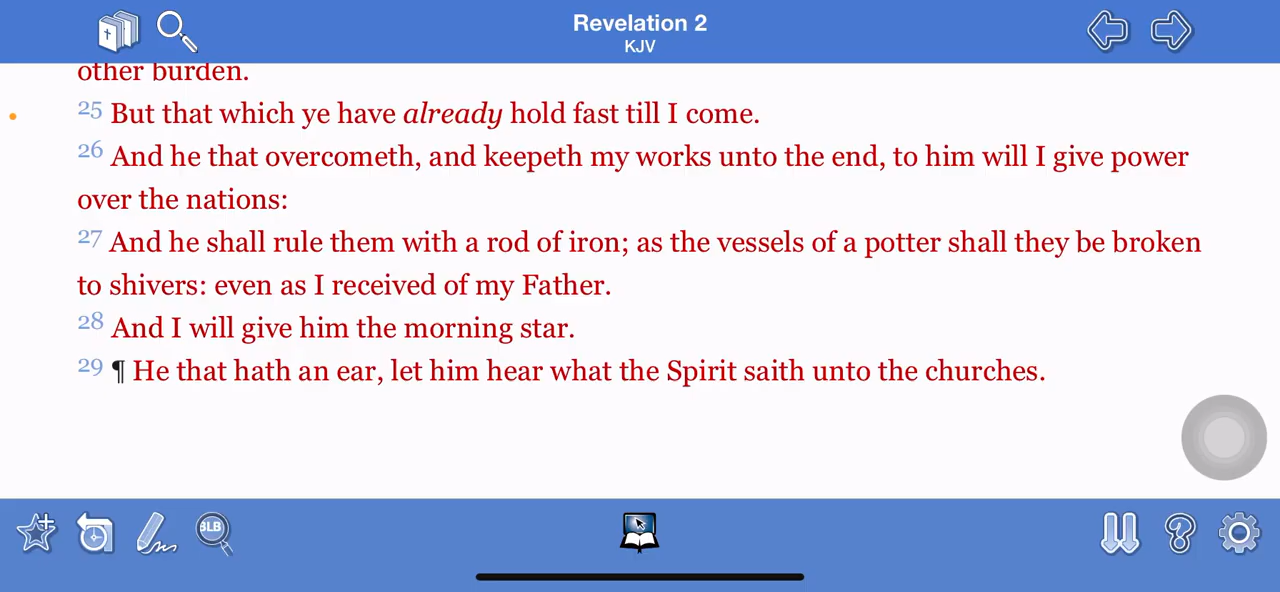 Revelation 2
KJV
other burden.
25 But that which ye have already hold fast till I come.
26 And he that overcometh, and keepeth my works unto the end, to him will I give power
over the nations:
27 And he shall rule them with a rod of iron; as the vessels of a potter shall they be broken
to shivers: even as I received of my Father.
28 And I will give him the morning star.
29 ¶ He that hath an ear, let him hear what the Spirit saith unto the churches.
BLB